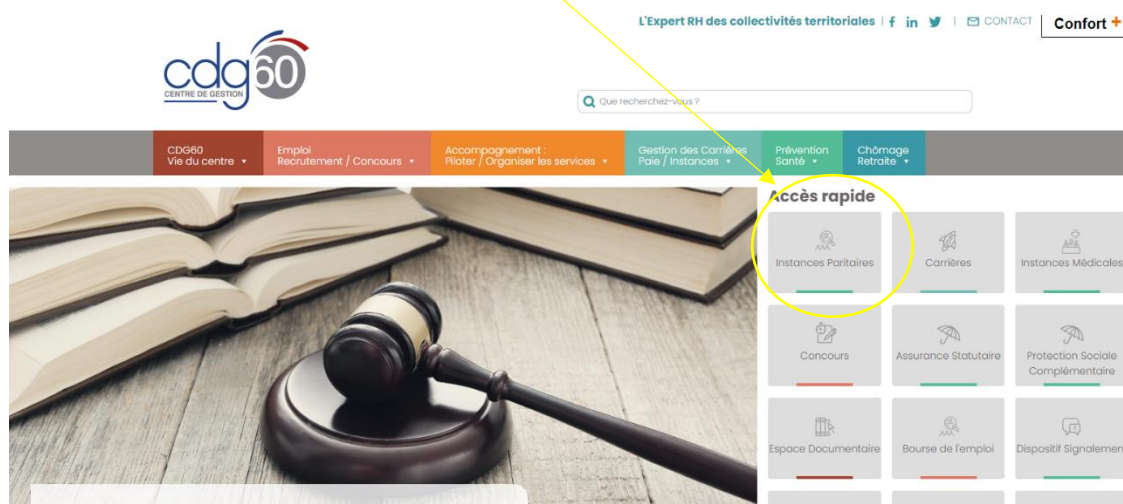 L'Expert RH des collectivités territoriales | f in | CONTACT
Confort +
cdg60
CENTRE DE GESTION
Que recherchez-vous ?
CDG60
Vie du centre
Emploi
Recrutement / Concours
Accompagnement :
Piloter / Organiser les services
Gestion des Carrières
Paie / Instances
Prévention
Santé
Chômage
Retraite
Accès rapide
Instances Paritaires
Carrières
Instances Médicales
Concours
Assurance Statutaire
Protection Sociale
Complémentaire
Espace Documentaire
Bourse de l'emploi
Dispositif Signalemen